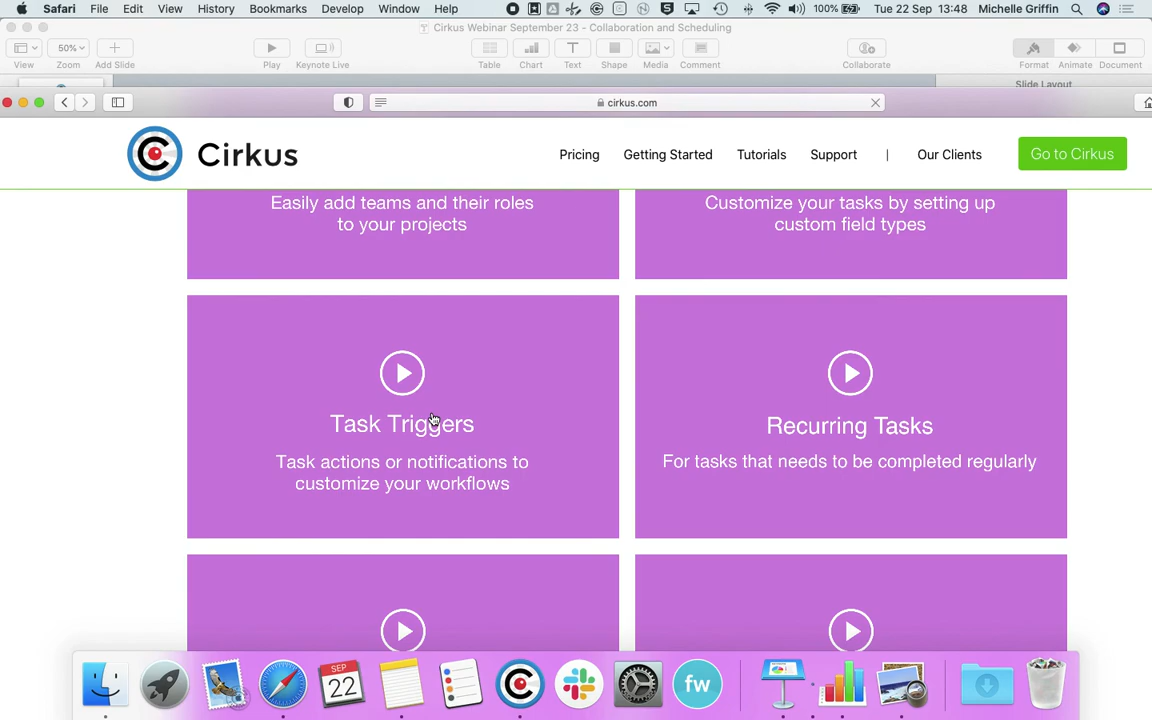 Safari File Edit View History Bookmarks Develop Window Help 100% Tue 22 Sep 13:48 Michelle Griffin
Cirkus Webinar September 23 - Collaboration and Scheduling
50%
View Zoom Add Slide Play Keynote Live Table Chart Text Shape Media Comment Collaborate Format Animate Document
Slide Layout
cirkus.com
Cirkus Pricing Getting Started Tutorials Support | Our Clients Go to Cirkus
Easily add teams and their roles
to your projects
Customize your tasks by setting up
custom field types
Task Triggers
Task actions or notifications to
customize your workflows
Recurring Tasks
For tasks that needs to be completed regularly
SEP
22
fw